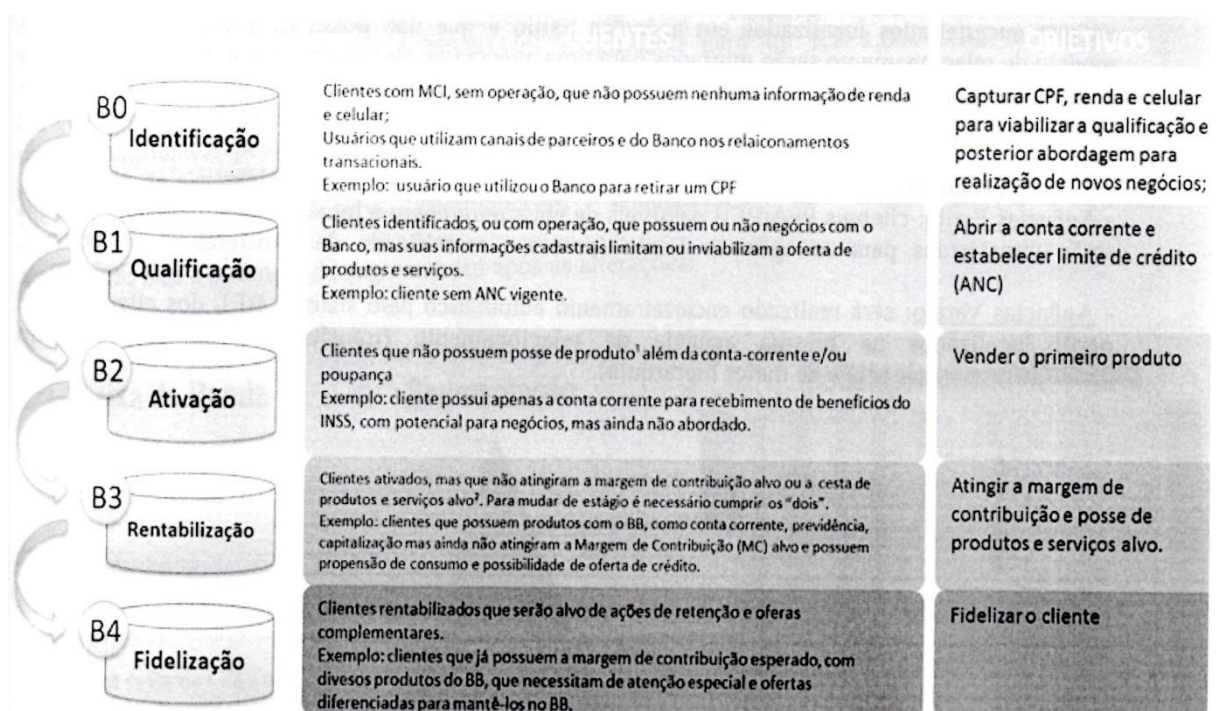 CLIENTES
OBJETIVOS
B0
Identificação
Clientes com MCI, sem operação, que não possuem nenhuma informação de renda
e celular;
Usuários que utilizam canais de parceiros e do Banco nos relaiconamentos
transacionais.
Exemplo: usuário que utilizou o Banco para retirar um CPF
Capturar CPF, renda e celular
para viabilizar a qualificação e
posterior abordagem para
realização de novos negócios;
B1
Qualificação
Clientes identificados, ou com operação, que possuem ou não negócios com o
Banco, mas suas informações cadastrais limitam ou inviabilizam a oferta de
produtos e serviços.
Exemplo: cliente sem ANC vigente.
Abrir a conta corrente e
estabelecer limite de crédito
(ANC)
B2
Ativação
Clientes que não possuem posse de produto¹ além da conta-corrente e/ou
poupança
Exemplo: cliente possui apenas a conta corrente para recebimento de benefícios do
INSS, com potencial para negócios, mas ainda não abordado.
Vender o primeiro produto
B3
Rentabilização
Clientes ativados, mas que não atingiram a margem de contribuição alvo ou a cesta de
produtos e serviços alvo². Para mudar de estágio é necessário cumprir os “dois”.
Exemplo: clientes que possuem produtos com o BB, como conta corrente, previdência,
capitalização mas ainda não atingiram a Margem de Contribuição (MC) alvo e possuem
propensão de consumo e possibilidade de oferta de crédito.
Atingir a margem de
contribuição e posse de
produtos e serviços alvo.
B4
Fidelização
Clientes rentabilizados que serão alvo de ações de retenção e oferas
complementares.
Exemplo: clientes que já possuem a margem de contribuição esperado, com
divesos produtos do BB, que necessitam de atenção especial e ofertas
diferenciadas para mantê-los no BB.
Fidelizar o cliente